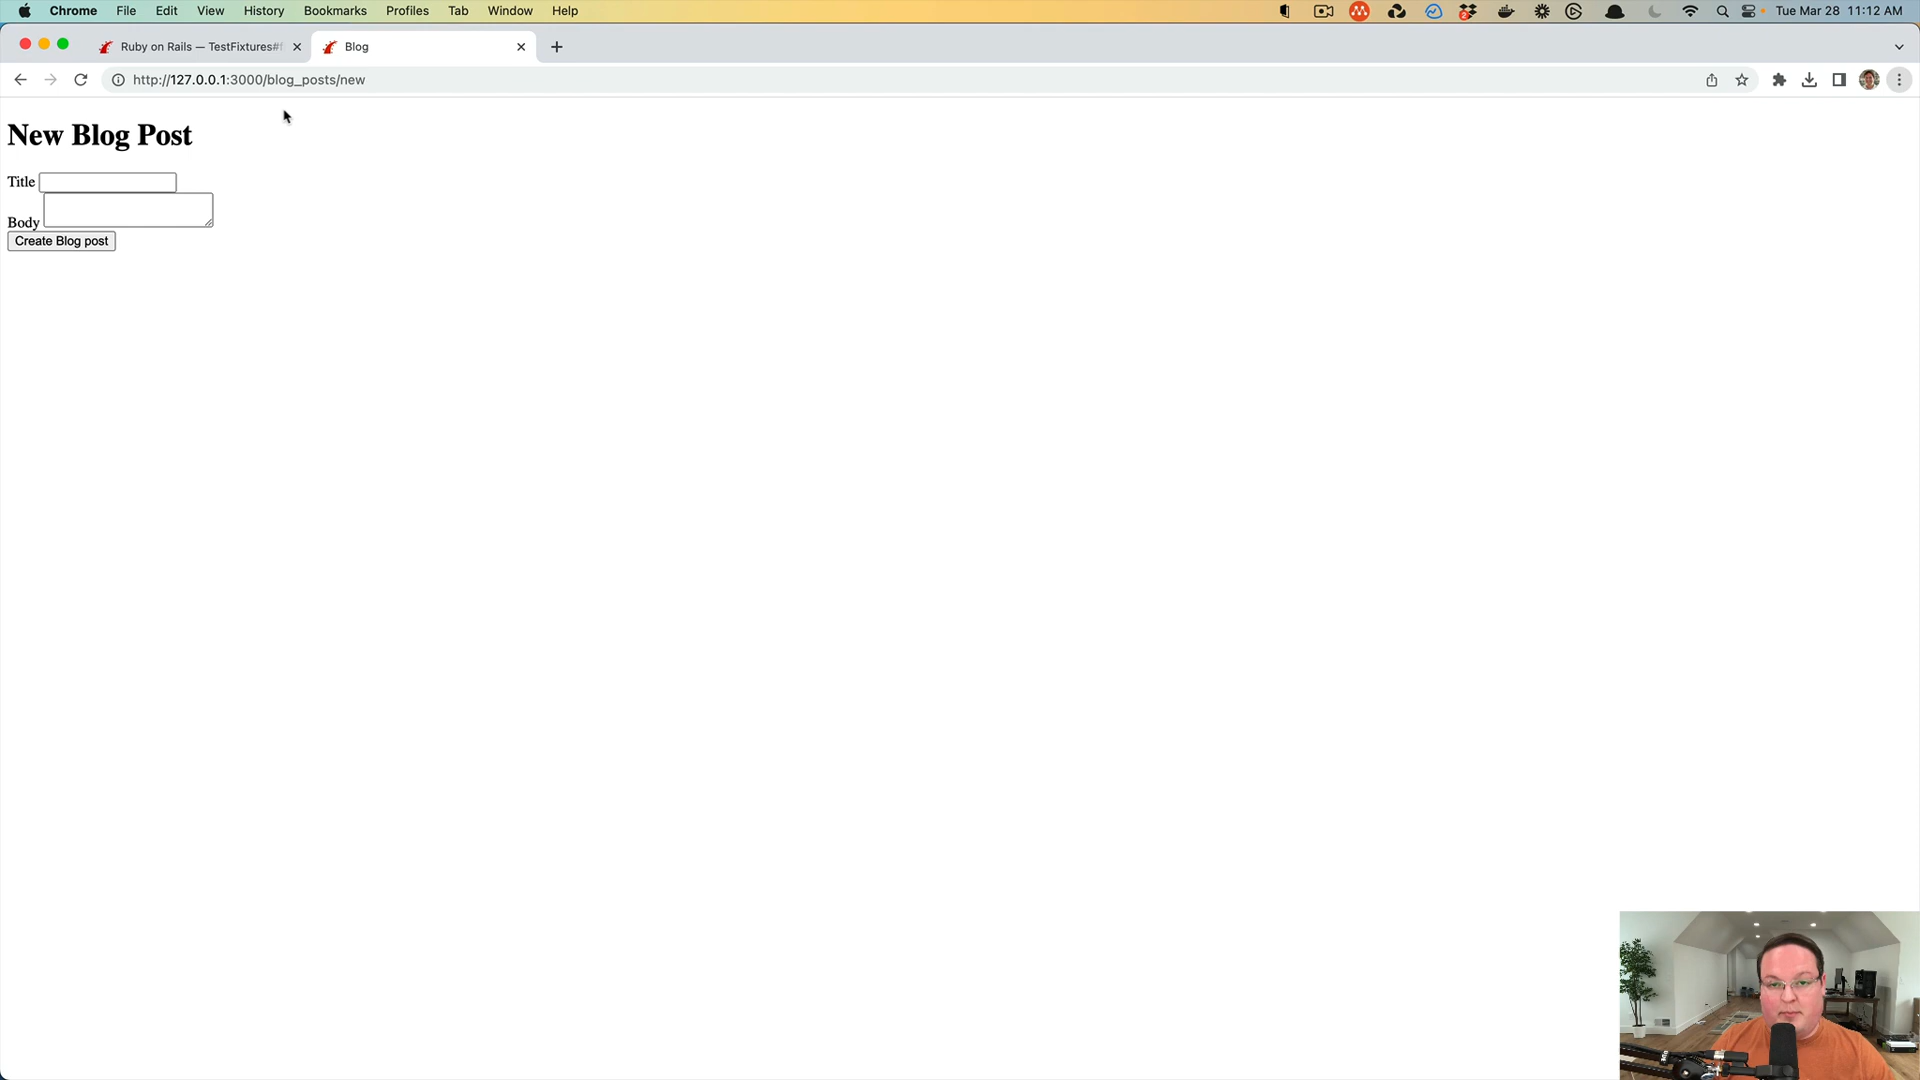 Chrome File Edit View History Bookmarks Profiles Tab Window Help Tue Mar 28 11:12 AM
Ruby on Rails — TestFixtures#f Blog
http://127.0.0.1:3000/blog_posts/new
New Blog Post
Title
Body
Create Blog post